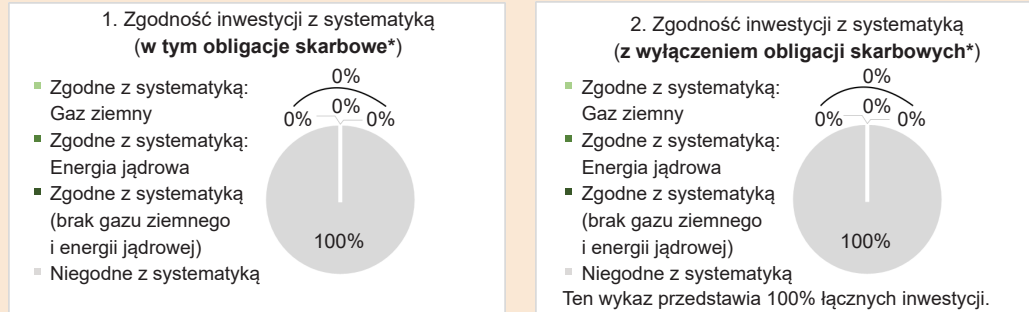 1. Zgodność inwestycji z systematyką
(w tym obligacje skarbowe*)
Zgodne z systematyką:
Gaz ziemny
Zgodne z systematyką:
Energia jądrowa
Zgodne z systematyką
(brak gazu ziemnego
i energii jądrowej)
Niegodne z systematyką
0%
0%
0%
0%
100%
2. Zgodność inwestycji z systematyką
(z wyłączeniem obligacji skarbowych*)
Zgodne z systematyką:
Gaz ziemny
Zgodne z systematyką:
Energia jądrowa
Zgodne z systematyką
(brak gazu ziemnego
i energii jądrowej)
Niegodne z systematyką
0%
0%
0%
0%
100%
Ten wykaz przedstawia 100% łącznych inwestycji.